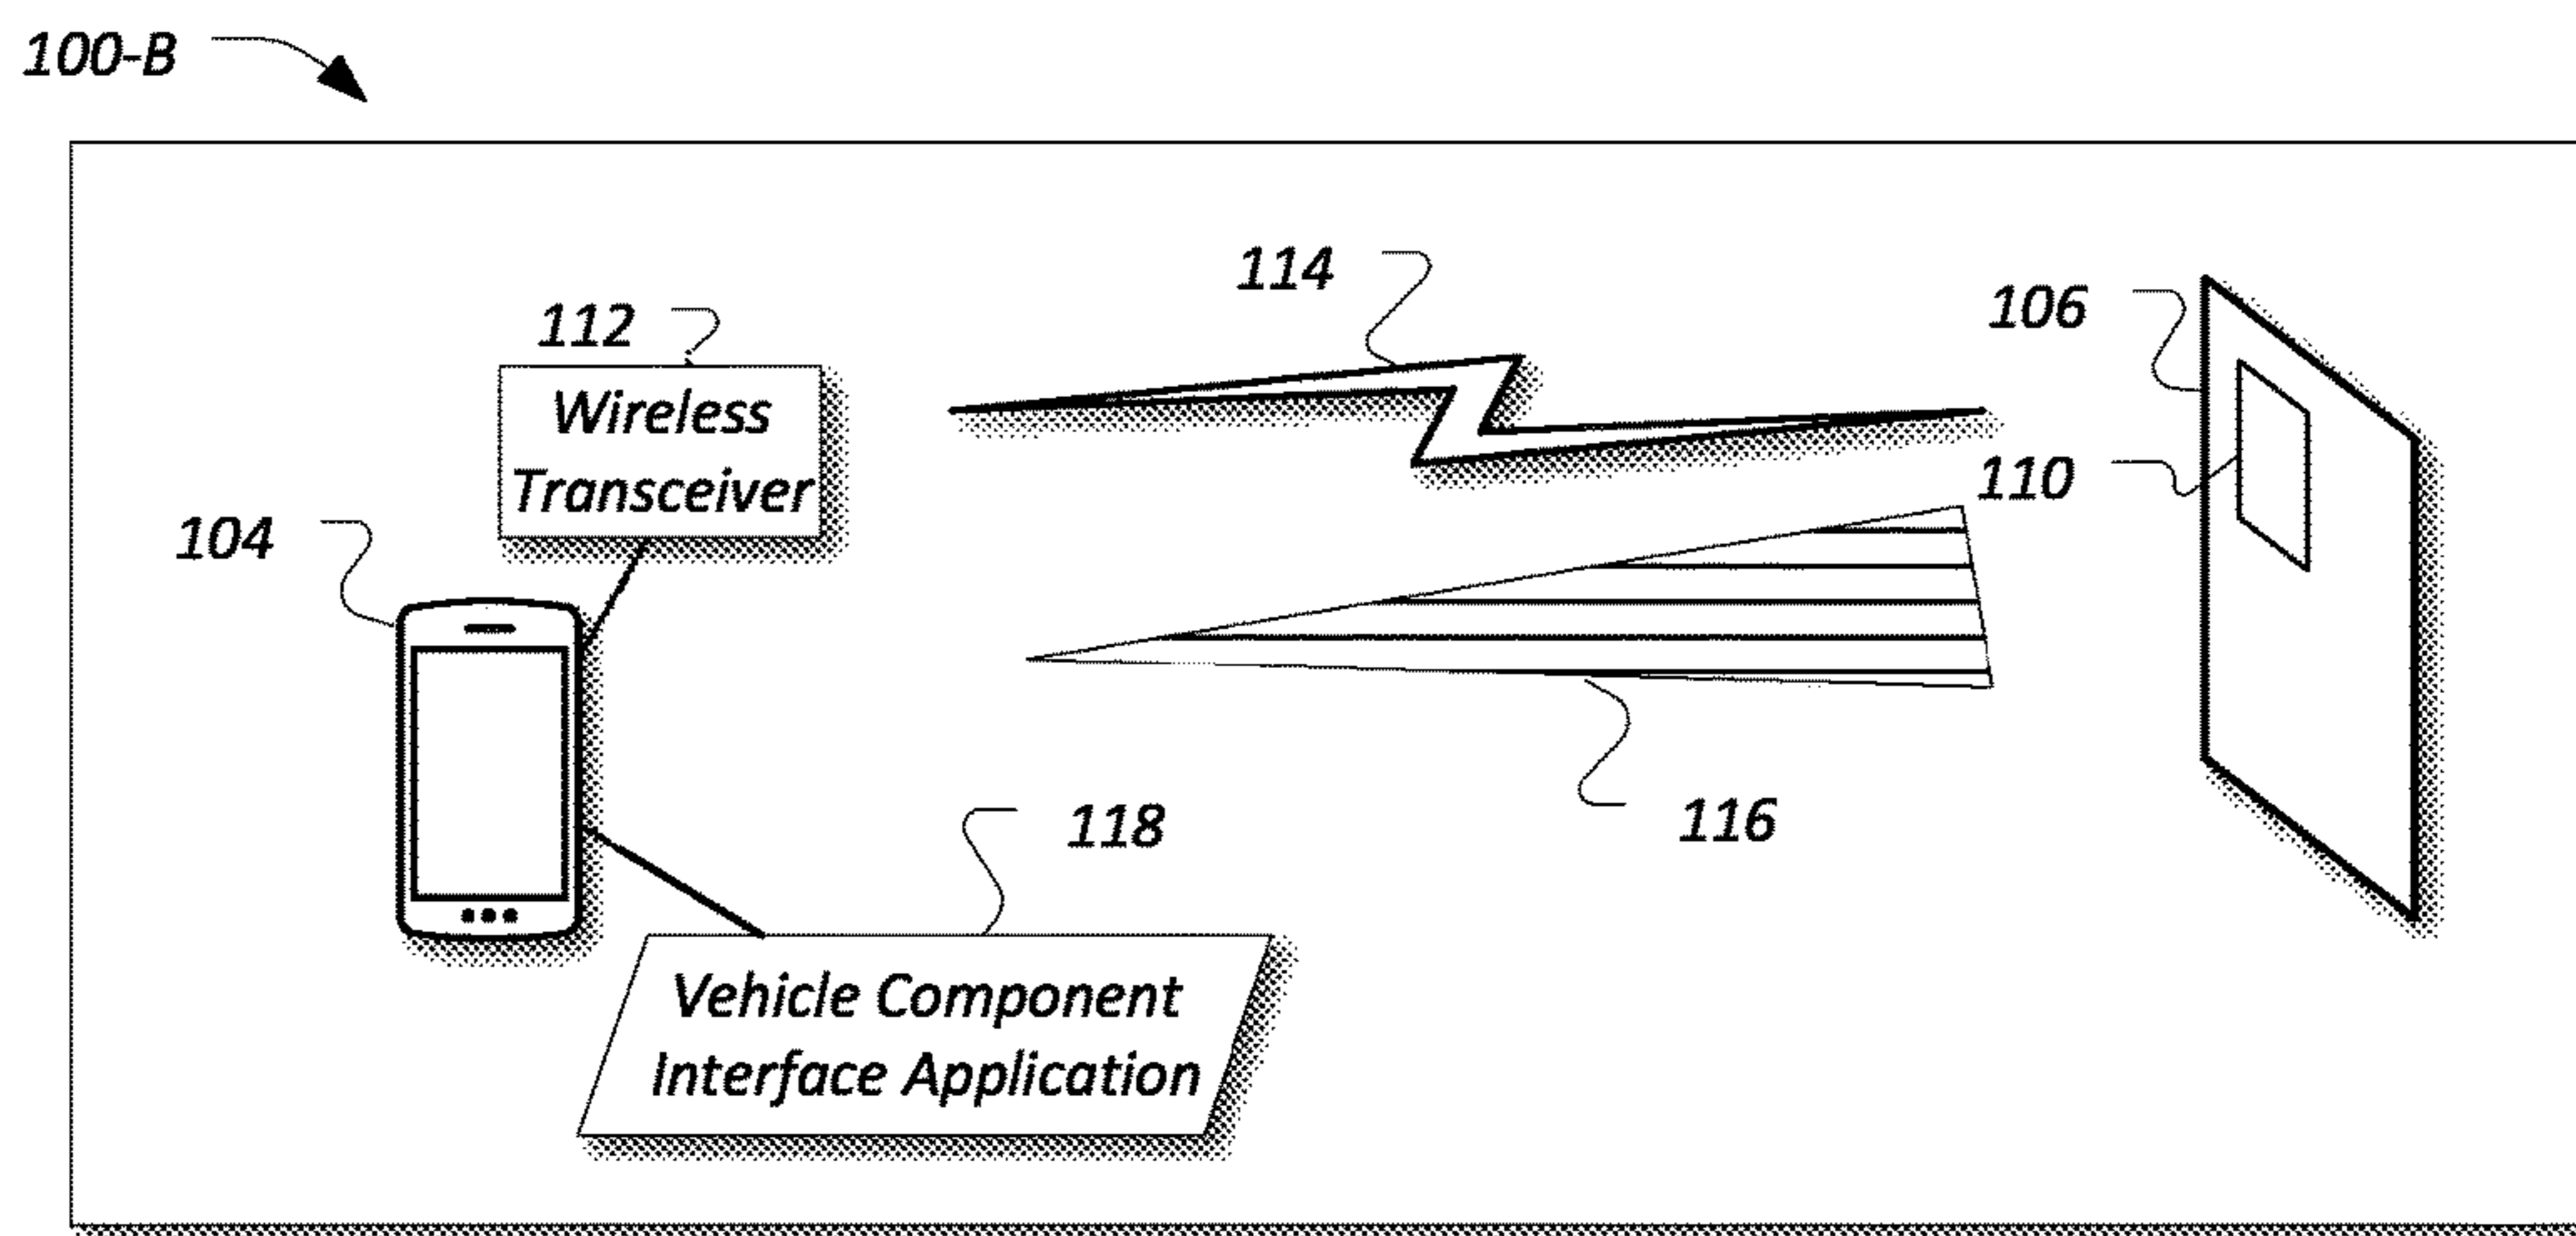 100-B
114
112
106
Wireless
Transceiver
110
104
118
116
Vehicle Component
Interface Application